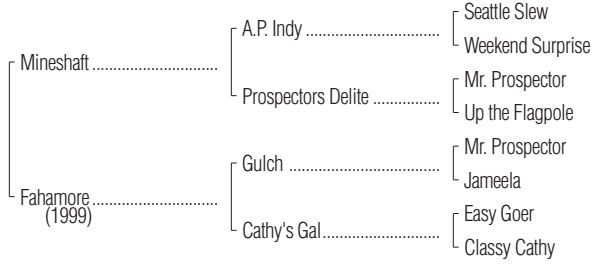 Seattle Slew
A.P. Indy ..............................
Weekend Surprise
Mineshaft ............................
Mr. Prospector
Prospectors Delite ................
Up the Flagpole
Mr. Prospector
Gulch ..................................
Jameela
Fahamore ............................
(1999)
Easy Goer
Cathy's Gal...........................
Classy Cathy